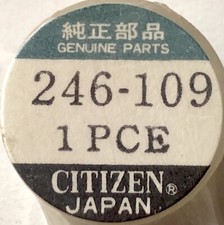 純正部品
GENUINE PARTS
246-109
1 PCE
CITIZEN®
JAPAN